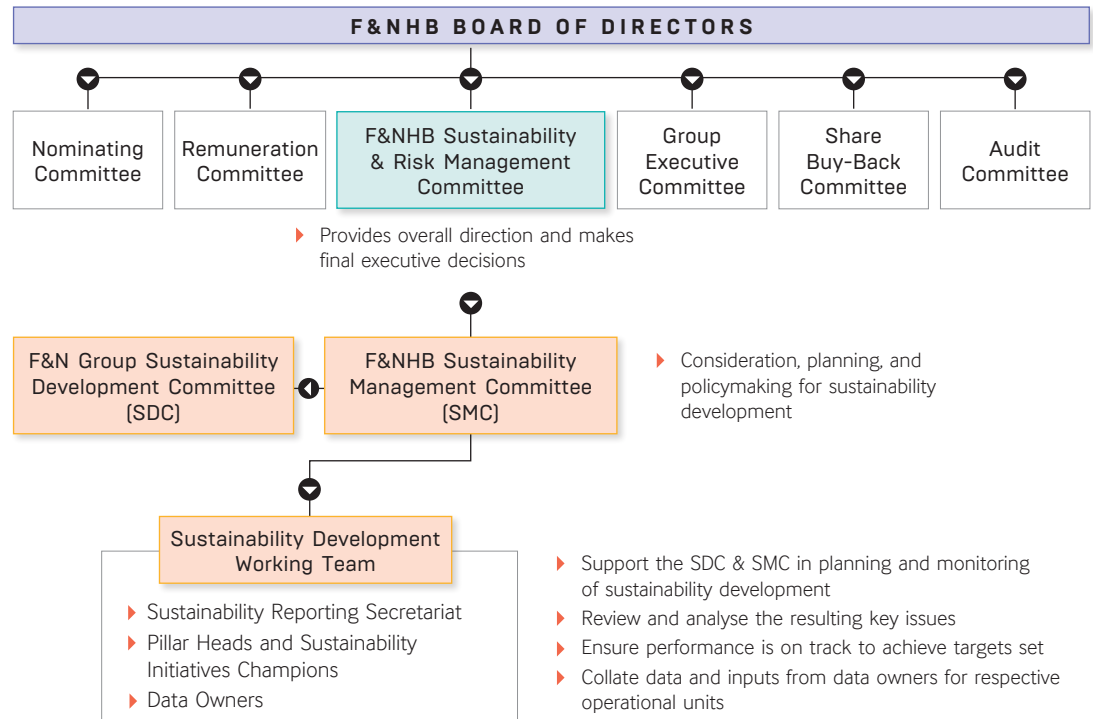 F&NHB BOARD OF DIRECTORS
Nominating
Committee
Remuneration
Committee
F&NHB Sustainability
& Risk Management
Committee
Group
Executive
Committee
Share
Buy-Back
Committee
Audit
Committee
Provides overall direction and makes
final executive decisions
F&N Group Sustainability
Development Committee
(SDC)
F&NHB Sustainability
Management Committee
(SMC)
Consideration, planning, and
policymaking for sustainability
development
Sustainability Development
Working Team
Sustainability Reporting Secretariat
Pillar Heads and Sustainability
Initiatives Champions
Data Owners
Support the SDC & SMC in planning and monitoring
of sustainability development
Review and analyse the resulting key issues
Ensure performance is on track to achieve targets set
Collate data and inputs from data owners for respective
operational units